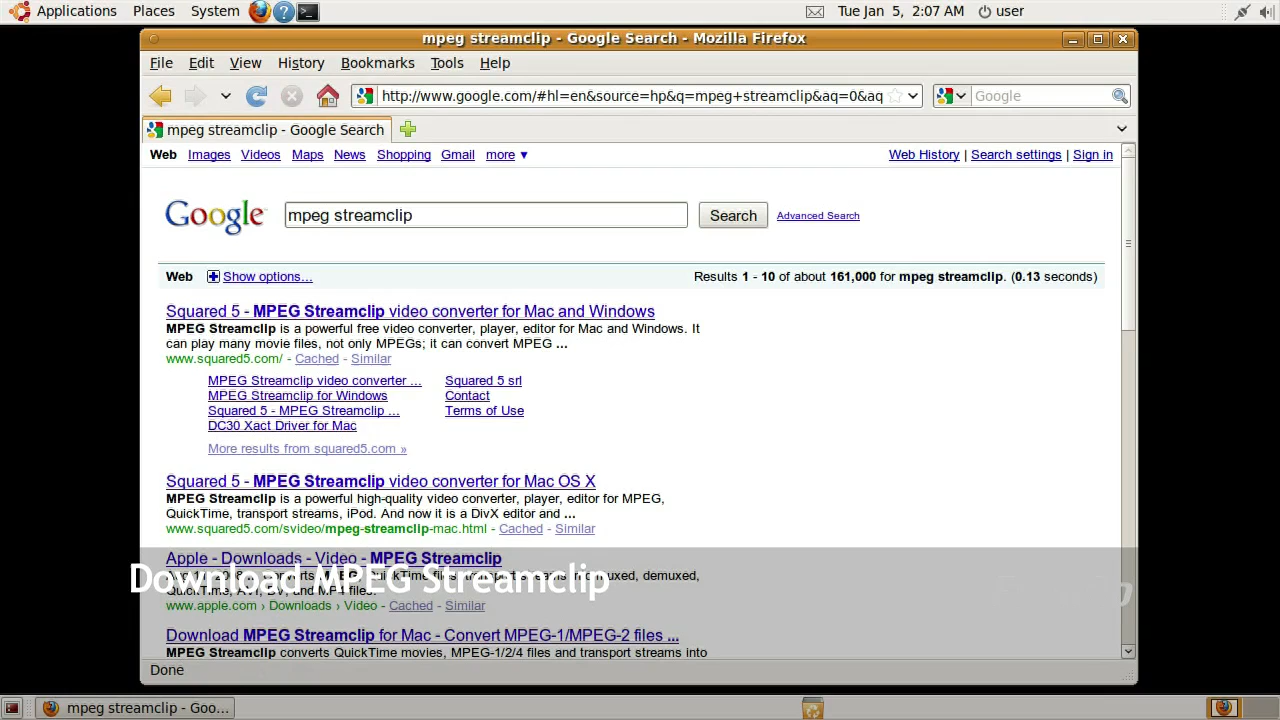 Applications Places System Tue Jan 5, 2:07 AM user
mpeg streamclip - Google Search - Mozilla Firefox
File Edit View History Bookmarks Tools Help
http://www.google.com/#hl=en&source=hp&q=mpeg+streamclip&aq=0&aq Google
mpeg streamclip - Google Search
Web Images Videos Maps News Shopping Gmail more ▼ Web History | Search settings | Sign in
Google mpeg streamclip Search Advanced Search
Web Show options... Results 1 - 10 of about 161,000 for mpeg streamclip. (0.13 seconds)
Squared 5 - MPEG Streamclip video converter for Mac and Windows
MPEG Streamclip is a powerful free video converter, player, editor for Mac and Windows. It
can play many movie files, not only MPEGs; it can convert MPEG ...
www.squared5.com/ - Cached - Similar
MPEG Streamclip video converter ... Squared 5 srl
MPEG Streamclip for Windows Contact
Squared 5 - MPEG Streamclip ... Terms of Use
DC30 Xact Driver for Mac
More results from squared5.com »
Squared 5 - MPEG Streamclip video converter for Mac OS X
MPEG Streamclip is a powerful high-quality video converter, player, editor for MPEG,
QuickTime, transport streams, iPod. And now it is a DivX editor and ...
www.squared5.com/svideo/mpeg-streamclip-mac.html - Cached - Similar
Apple - Downloads - Video - MPEG Streamclip
Download MPEG Streamclip
QuickTime, AVI, DV, and MP4 files.
www.apple.com › Downloads › Video - Cached - Similar
Download MPEG Streamclip for Mac - Convert MPEG-1/MPEG-2 files ...
MPEG Streamclip converts QuickTime movies, MPEG-1/2/4 files and transport streams into
Done
mpeg streamclip - Goo...